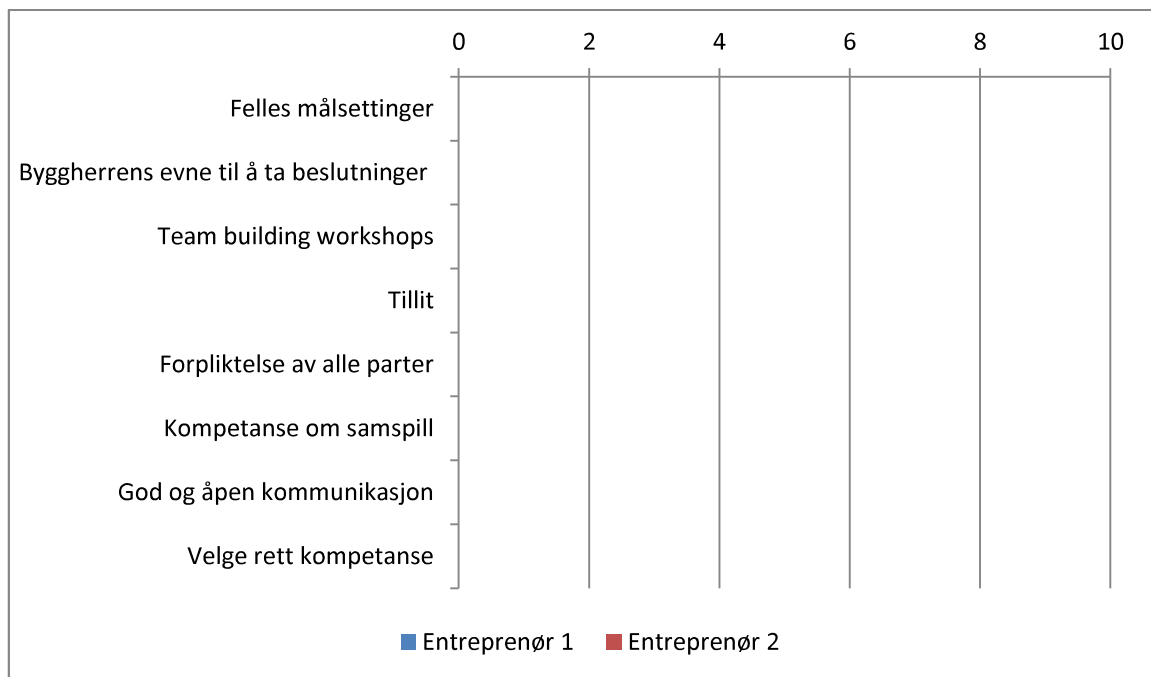 0 2 4 6 8 10
Felles målsettinger
Byggherrens evne til å ta beslutninger
Team building workshops
Tillit
Forpliktelse av alle parter
Kompetanse om samspill
God og åpen kommunikasjon
Velge rett kompetanse
Entreprenør 1 Entreprenør 2